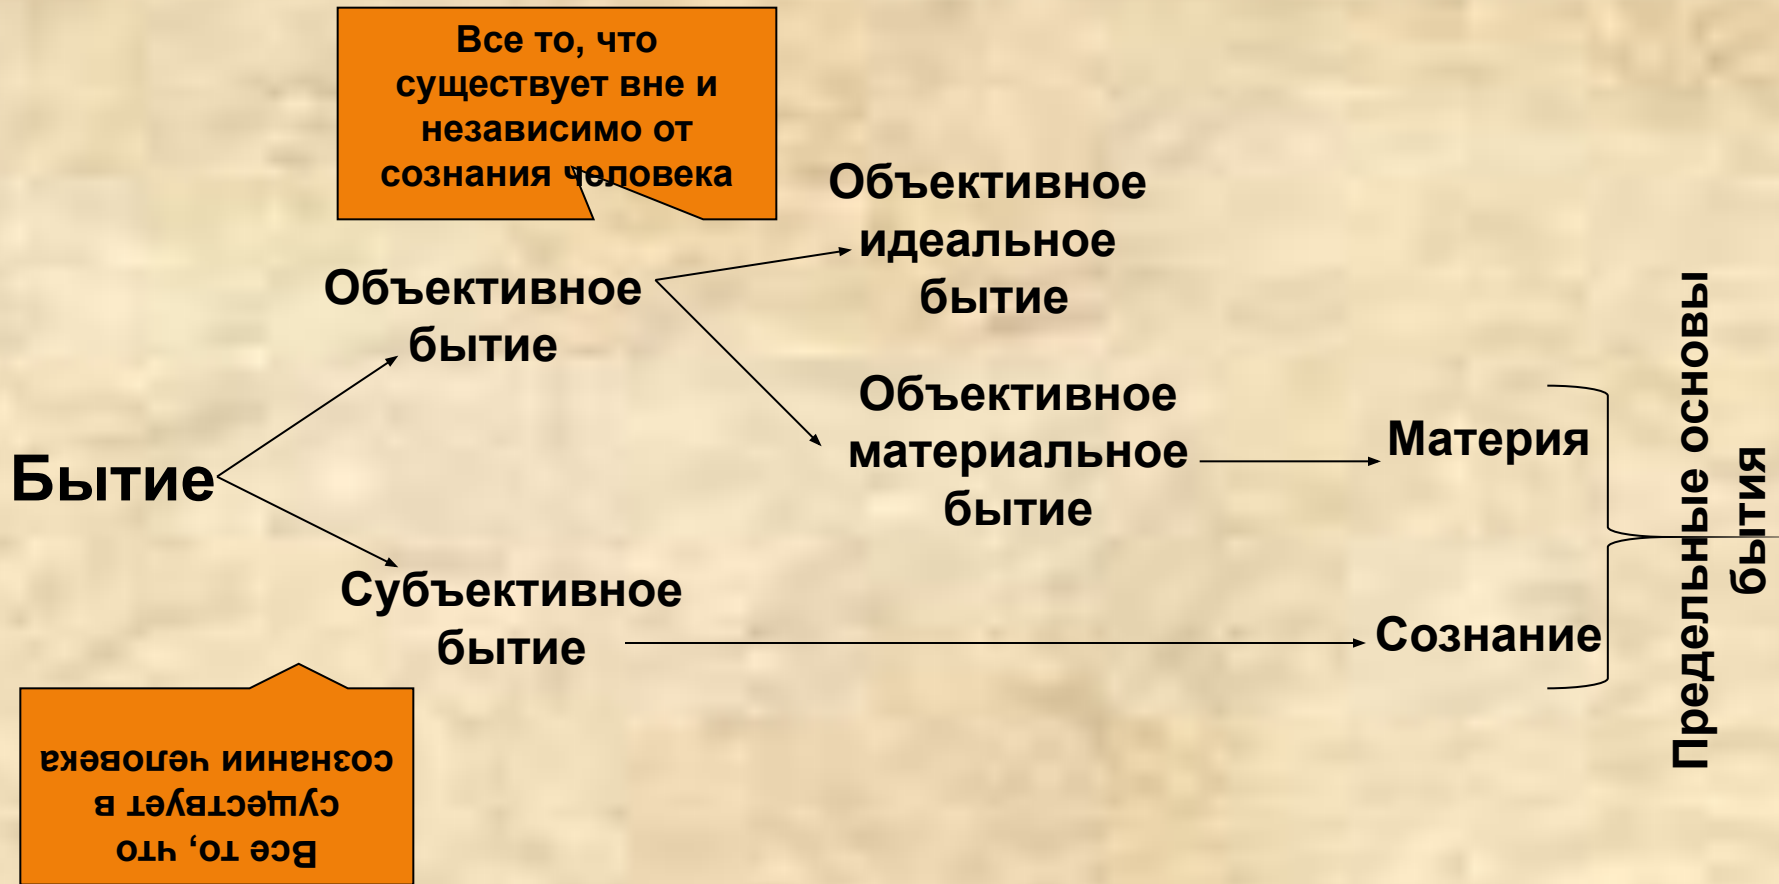 Все то, что
существует вне и
независимо от
сознания человека
Объективное
идеальное
бытие
Объективное
бытие
Объективное
материальное
бытие
Материя
Бытие
Субъективное
бытие
Сознание
Предельные основы
бытия
Все то, что
существует в
сознании человека